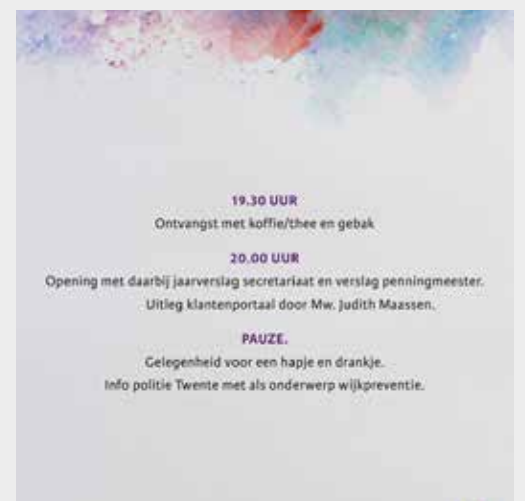 19.30 UUR
Ontvangst met koffie/thee en gebak
20.00 UUR
Opening met daarbij jaarverslag secretariaat en verslag penningmeester.
Uitleg klantenportaal door Mw. Judith Maassen.
PAUZE.
Gelegenheid voor een hapje en drankje.
Info politie Twente met als onderwerp wijkpreventie.